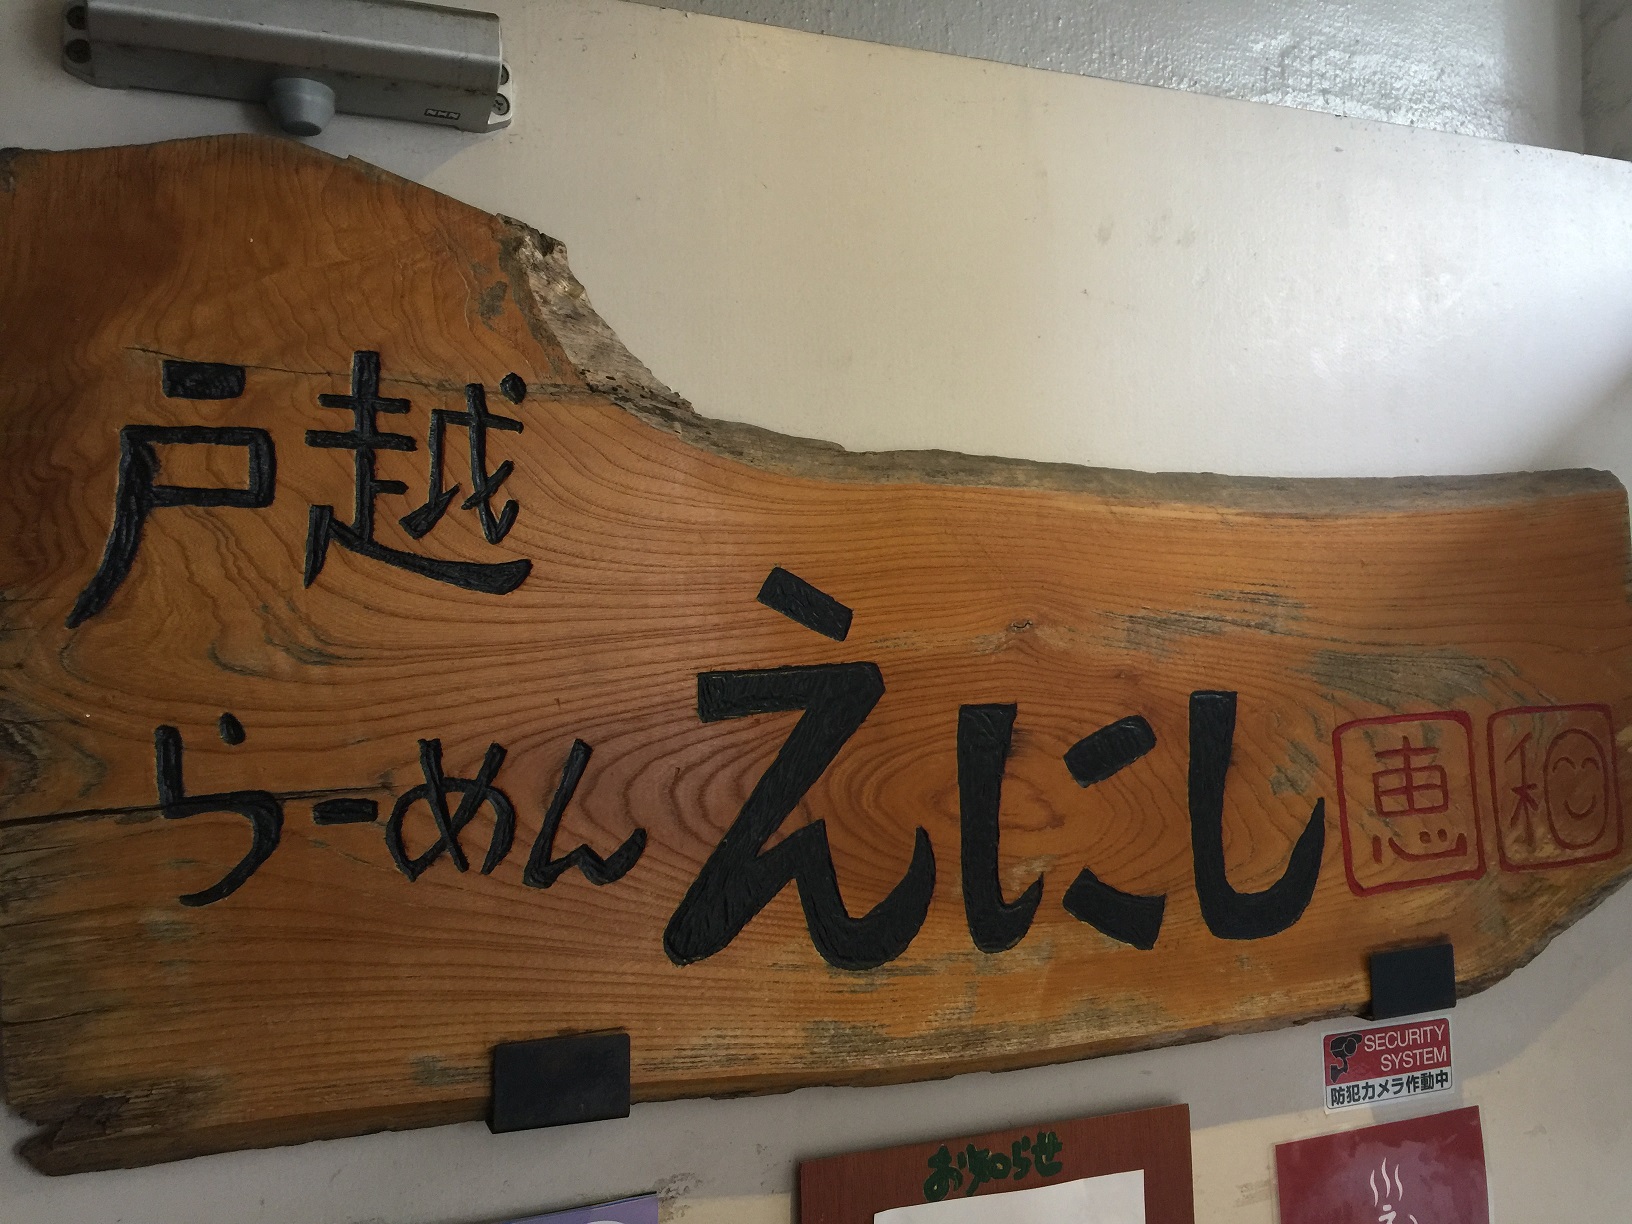 戸越
らーめん えにし 恵 和
SECURITY
SYSTEM
防犯カメラ作動中
お知らせ